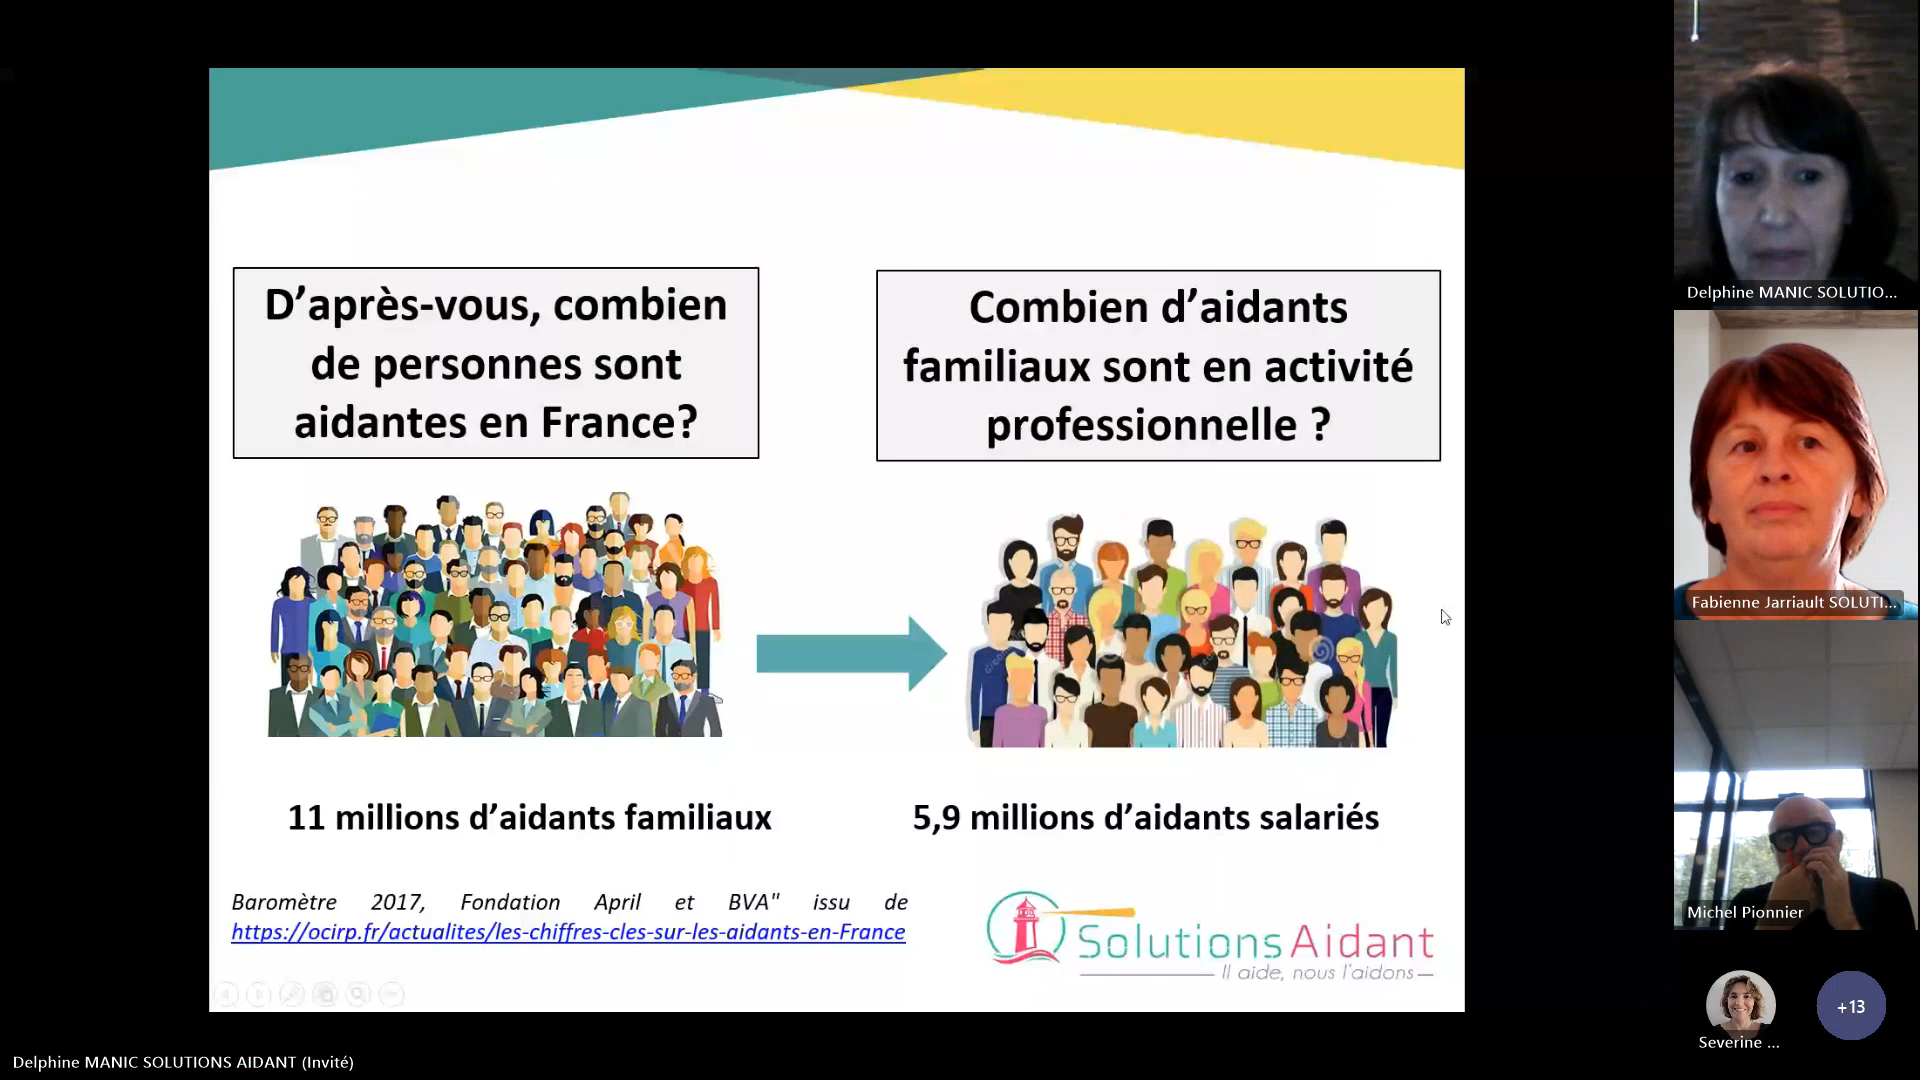 D’après-vous, combien
de personnes sont
aidantes en France?
Combien d’aidants
familiaux sont en activité
professionnelle ?
11 millions d’aidants familiaux
5,9 millions d’aidants salariés
Baromètre 2017, Fondation April et BVA" issu de
https://ocirp.fr/actualites/les-chiffres-cles-sur-les-aidants-en-France
SolutionsAidant
Il aide, nous l'aidons
Delphine MANIC SOLUTIO...
Fabienne Jarriault SOLUTI...
Michel Pionnier
Severine ...
+13
Delphine MANIC SOLUTIONS AIDANT (Invité)